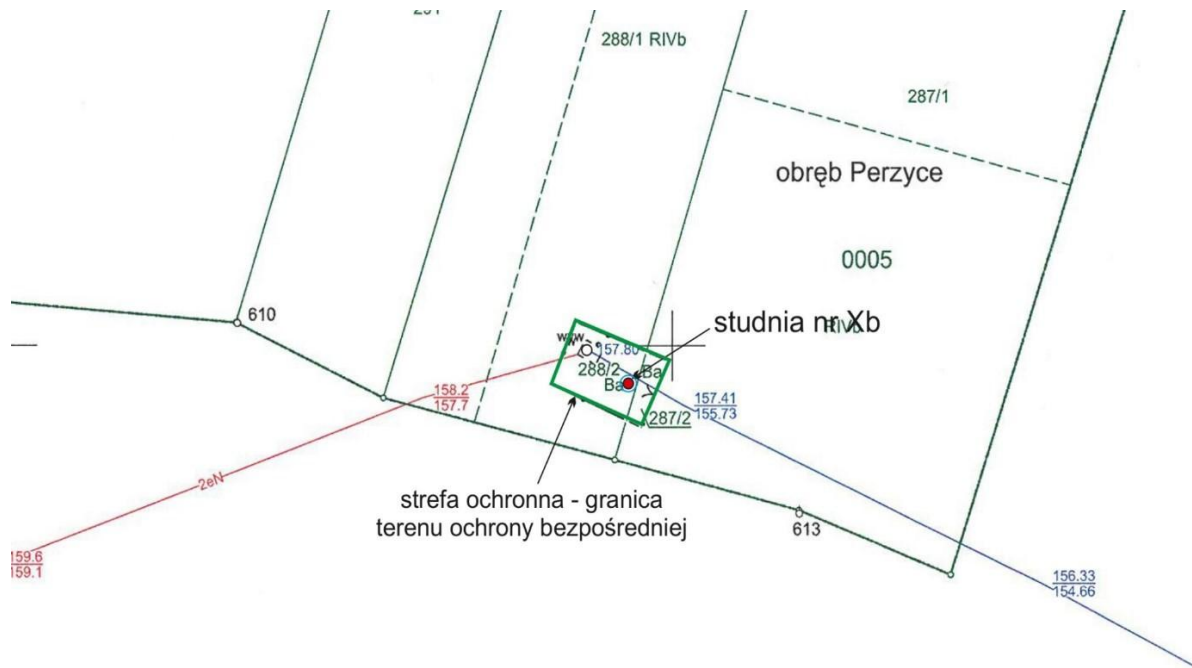 288/1 RIVb
287/1
obręb Perzyce
0005
610
studnia nr Xb
RIVb
157.80
288/2
Ba
Ba
158.2
157.7
157.41
155.73
287/2
2eN
strefa ochronna - granica
terenu ochrony bezpośredniej
613
159.6
159.1
156.33
154.66